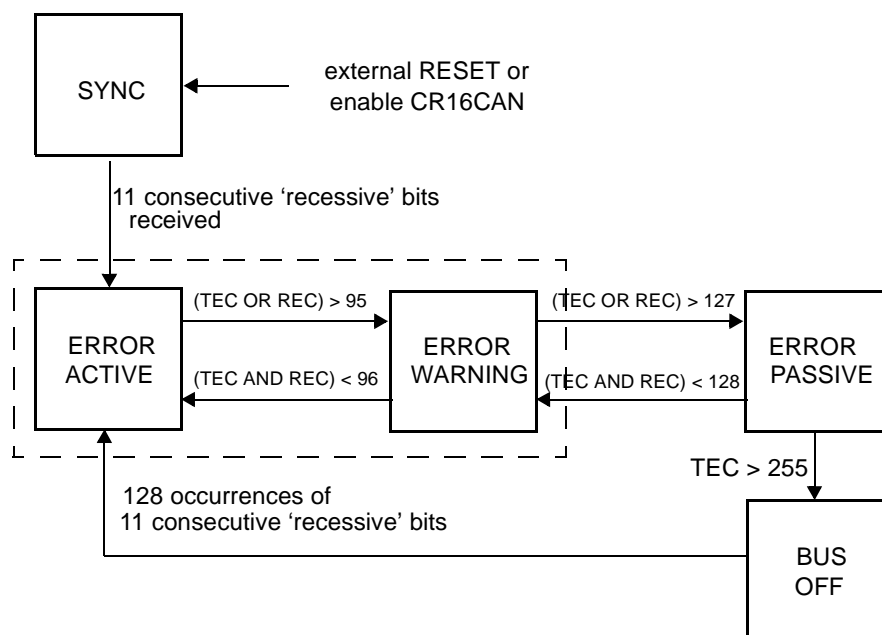 SYNC
external RESET or
enable CR16CAN
11 consecutive ‘recessive’ bits
received
(TEC OR REC) > 95
(TEC OR REC) > 127
ERROR
ACTIVE
ERROR
WARNING
ERROR
PASSIVE
(TEC AND REC) < 96
(TEC AND REC) < 128
TEC > 255
128 occurrences of
11 consecutive ‘recessive’ bits
BUS
OFF